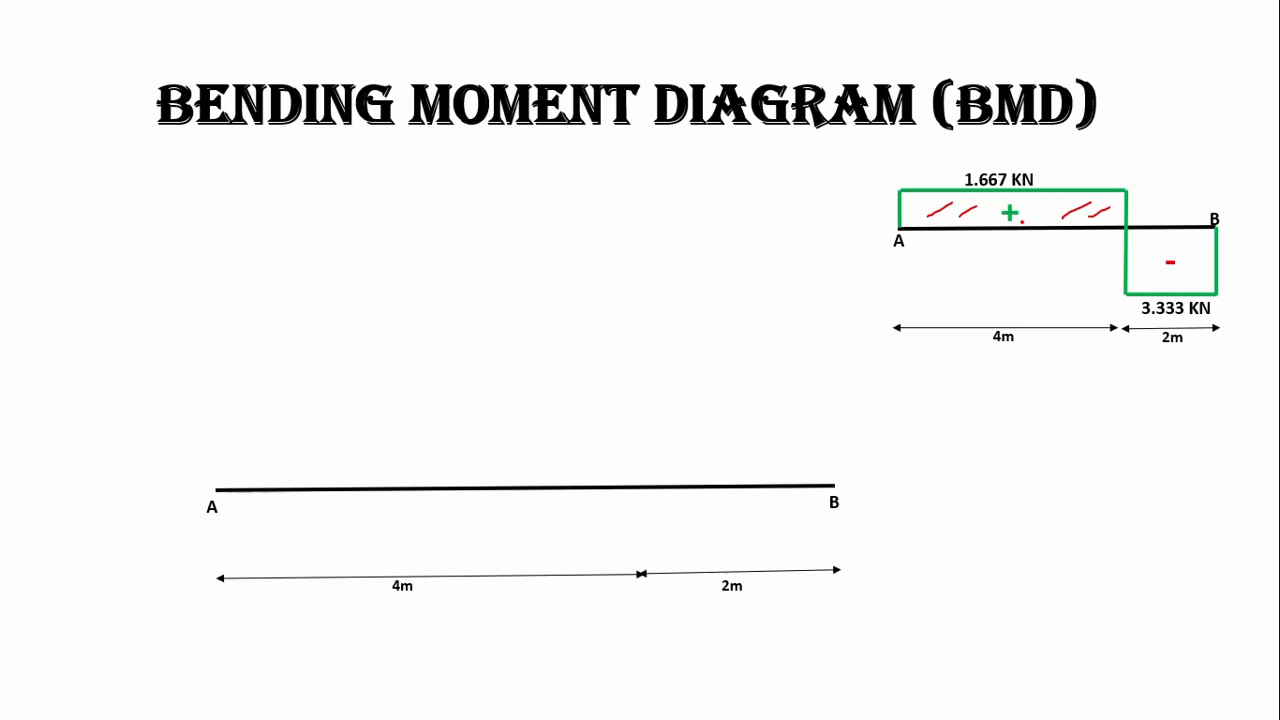 BENDING MOMENT DIAGRAM (BMD)
1.667 KN
+
B
A
-
3.333 KN
4m
2m
A
B
4m
2m